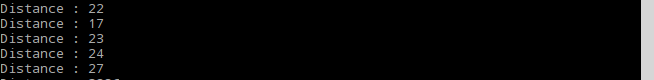 Distance : 22
Distance : 17
Distance : 23
Distance : 24
Distance : 27